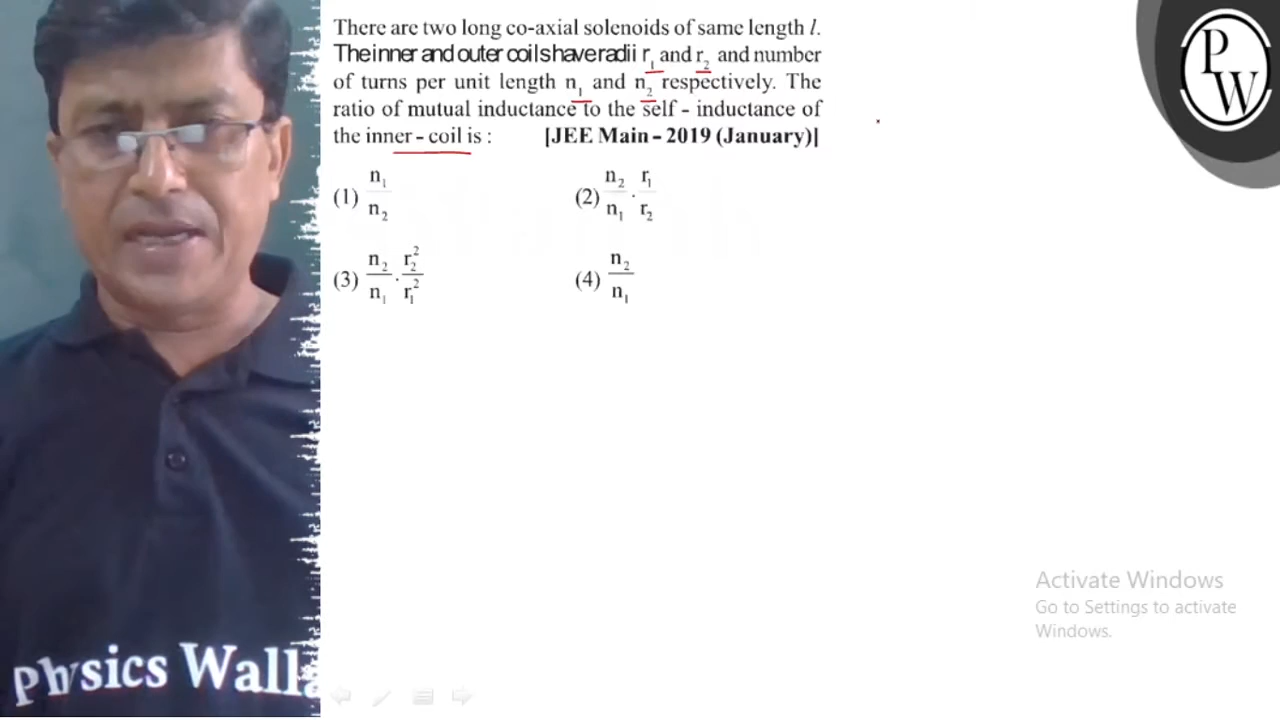 There are two long co-axial solenoids of same length l.
The inner and outer coils have radii r₁ and r₂ and number
of turns per unit length n₁ and n₂ respectively. The
ratio of mutual inductance to the self - inductance of
the inner - coil is : [JEE Main - 2019 (January)]
(1) n₁/n₂ (2) n₂/n₁ · r₁/r₂
(3) n₂/n₁ · r₂²/r₁² (4) n₂/n₁
P
W
Activate Windows
Go to Settings to activate
Windows.
Physics Walla